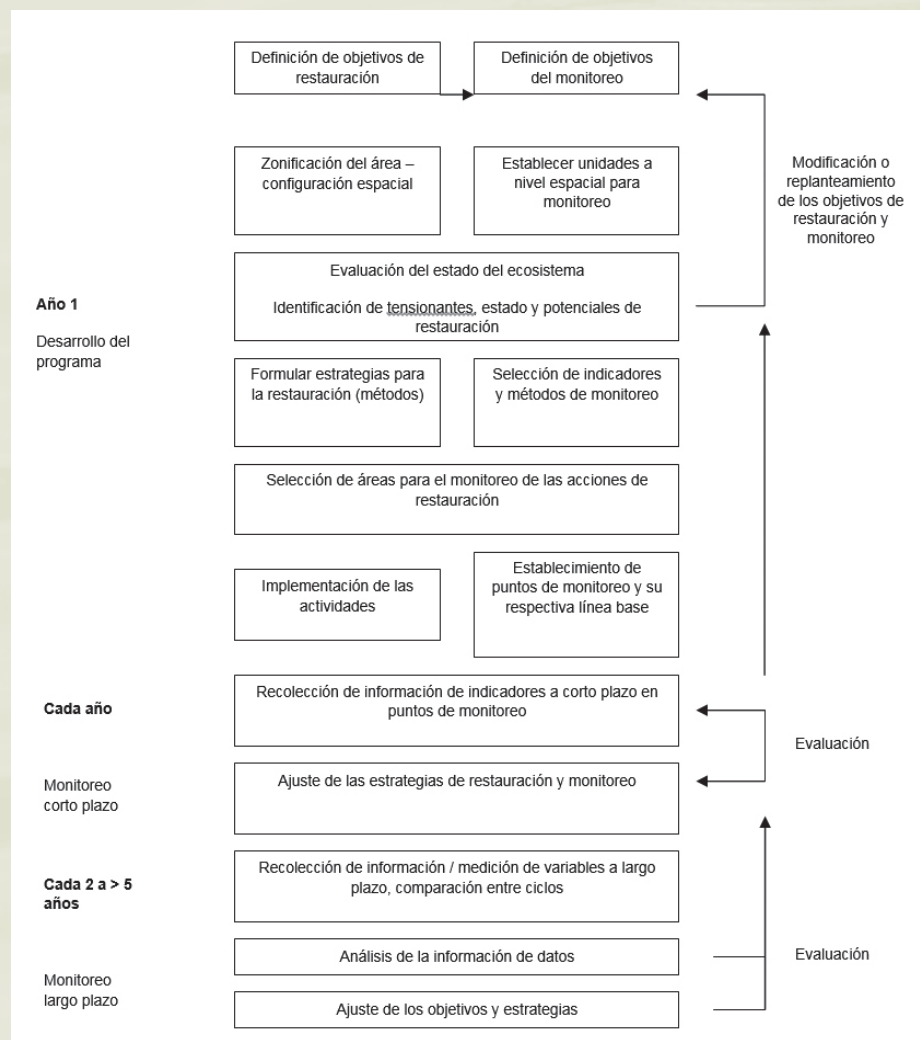 Definición de objetivos de
restauración
Definición de objetivos
del monitoreo
Zonificación del área –
configuración espacial
Establecer unidades a
nivel espacial para
monitoreo
Modificación o
replanteamiento
de los objetivos de
restauración y
monitoreo
Evaluación del estado del ecosistema
Identificación de tensionantes, estado y potenciales de
restauración
Año 1
Desarrollo del
programa
Formular estrategias para
la restauración (métodos)
Selección de indicadores
y métodos de monitoreo
Selección de áreas para el monitoreo de las acciones de
restauración
Implementación de las
actividades
Establecimiento de
puntos de monitoreo y su
respectiva línea base
Cada año
Recolección de información de indicadores a corto plazo en
puntos de monitoreo
Evaluación
Monitoreo
corto plazo
Ajuste de las estrategias de restauración y monitoreo
Cada 2 a > 5
años
Recolección de información / medición de variables a largo
plazo, comparación entre ciclos
Análisis de la información de datos
Evaluación
Monitoreo
largo plazo
Ajuste de los objetivos y estrategias